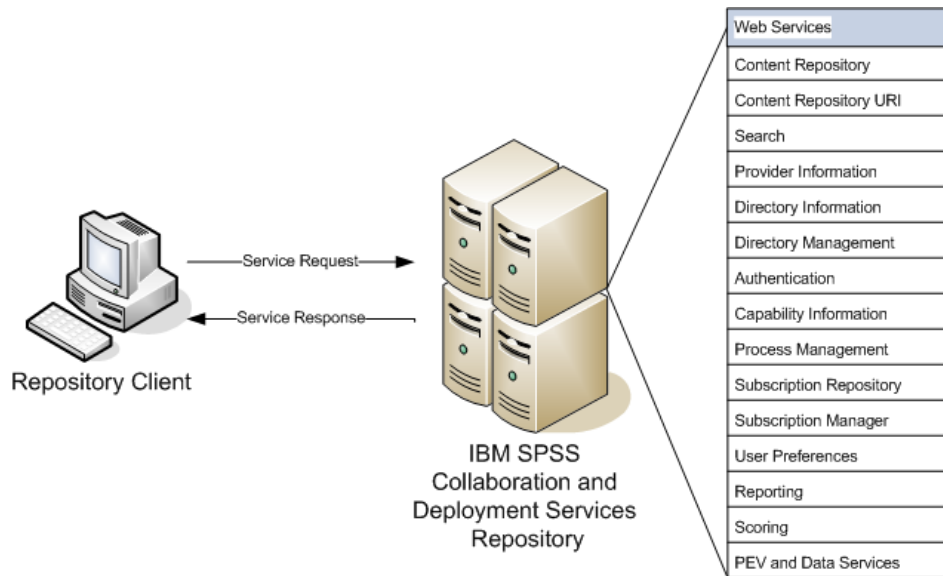 Service Request
Service Response
Repository Client
IBM SPSS
Collaboration and
Deployment Services
Repository
Web Services
Content Repository
Content Repository URI
Search
Provider Information
Directory Information
Directory Management
Authentication
Capability Information
Process Management
Subscription Repository
Subscription Manager
User Preferences
Reporting
Scoring
PEV and Data Services